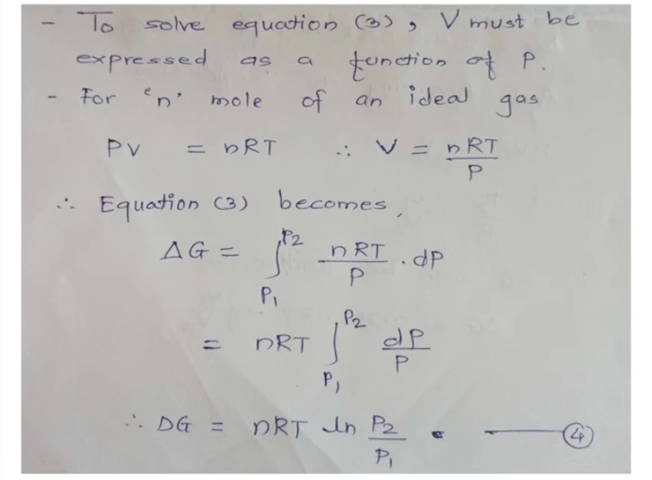 - To solve equation (3), V must be
expressed as a function of P.
- For 'n' mole of an ideal gas
PV = nRT ∴ V = nRT/P
∴ Equation (3) becomes,
ΔG = ∫_{P1}^{P2} nRT/P · dP
= nRT ∫_{P1}^{P2} dP/P
∴ ΔG = nRT ln P2/P1 . —— ④